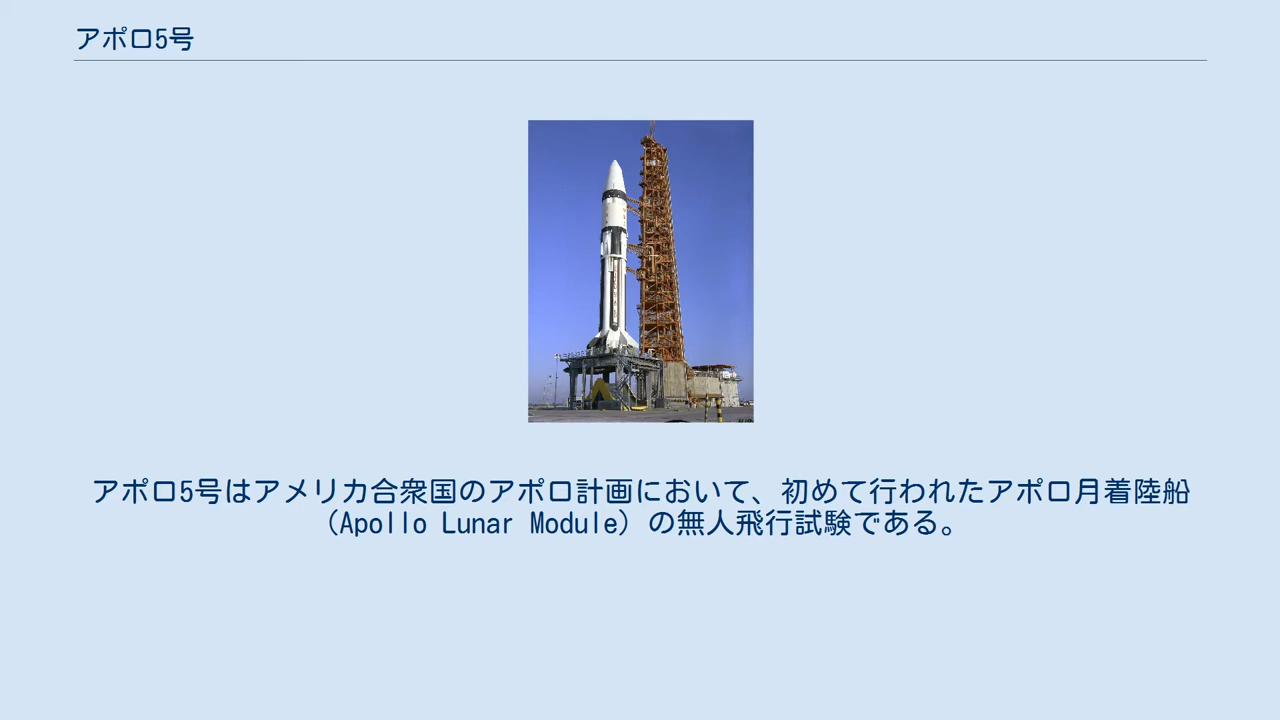 アポロ5号
アポロ5号はアメリカ合衆国のアポロ計画において、初めて行われたアポロ月着陸船
（Apollo Lunar Module）の無人飛行試験である。